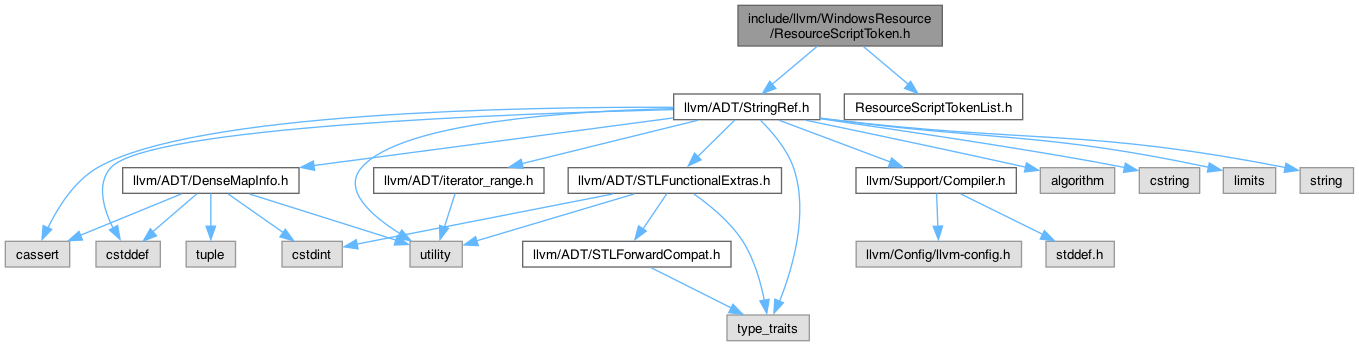 include/llvm/WindowsResource
/ResourceScriptToken.h
llvm/ADT/StringRef.h
ResourceScriptTokenList.h
llvm/ADT/DenseMapInfo.h
llvm/ADT/iterator_range.h
llvm/ADT/STLFunctionalExtras.h
llvm/Support/Compiler.h
algorithm
cstring
limits
string
cassert
cstddef
tuple
cstdint
utility
llvm/ADT/STLForwardCompat.h
llvm/Config/llvm-config.h
stddef.h
type_traits